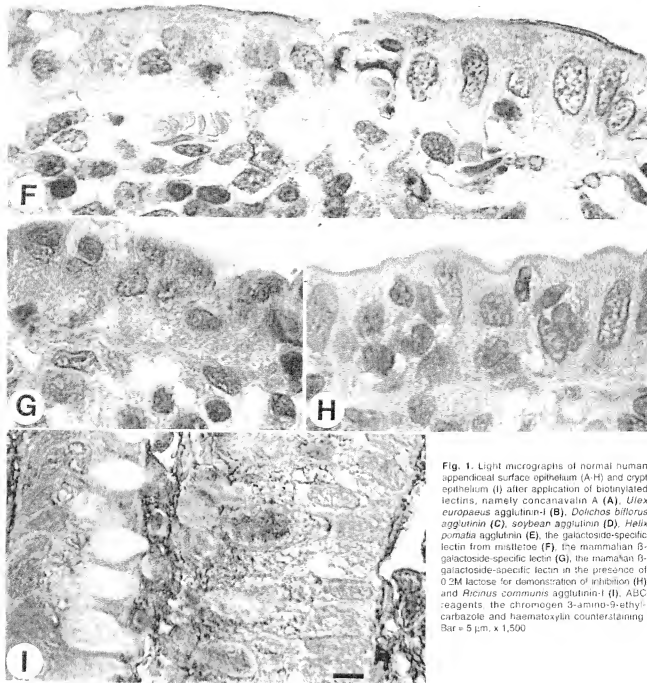 F
G
H
I
Fig. 1. Light micrographs of normal human
appendiceal surface epithelium (A-H) and crypt
epithelium (I) after application of biotinylated
lectins, namely concanavalin A (A), Ulex
europaeus agglutinin-I (B), Dolichos biflorus
agglutinin (C), soybean agglutinin (D), Helix
pomatia agglutinin (E), the galactoside-specific
lectin from mistletoe (F), the mammalian ß-
galactoside-specific lectin (G), the mamalian ß-
galactoside-specific lectin in the presence of
0.2M lactose for demonstration of inhibition (H)
and Ricinus communis agglutinin-I (I). ABC
reagents, the chromogen 3-amino-9-ethyl-
carbazole and haematoxylin counterstaining
Bar = 5 µm, x 1,500